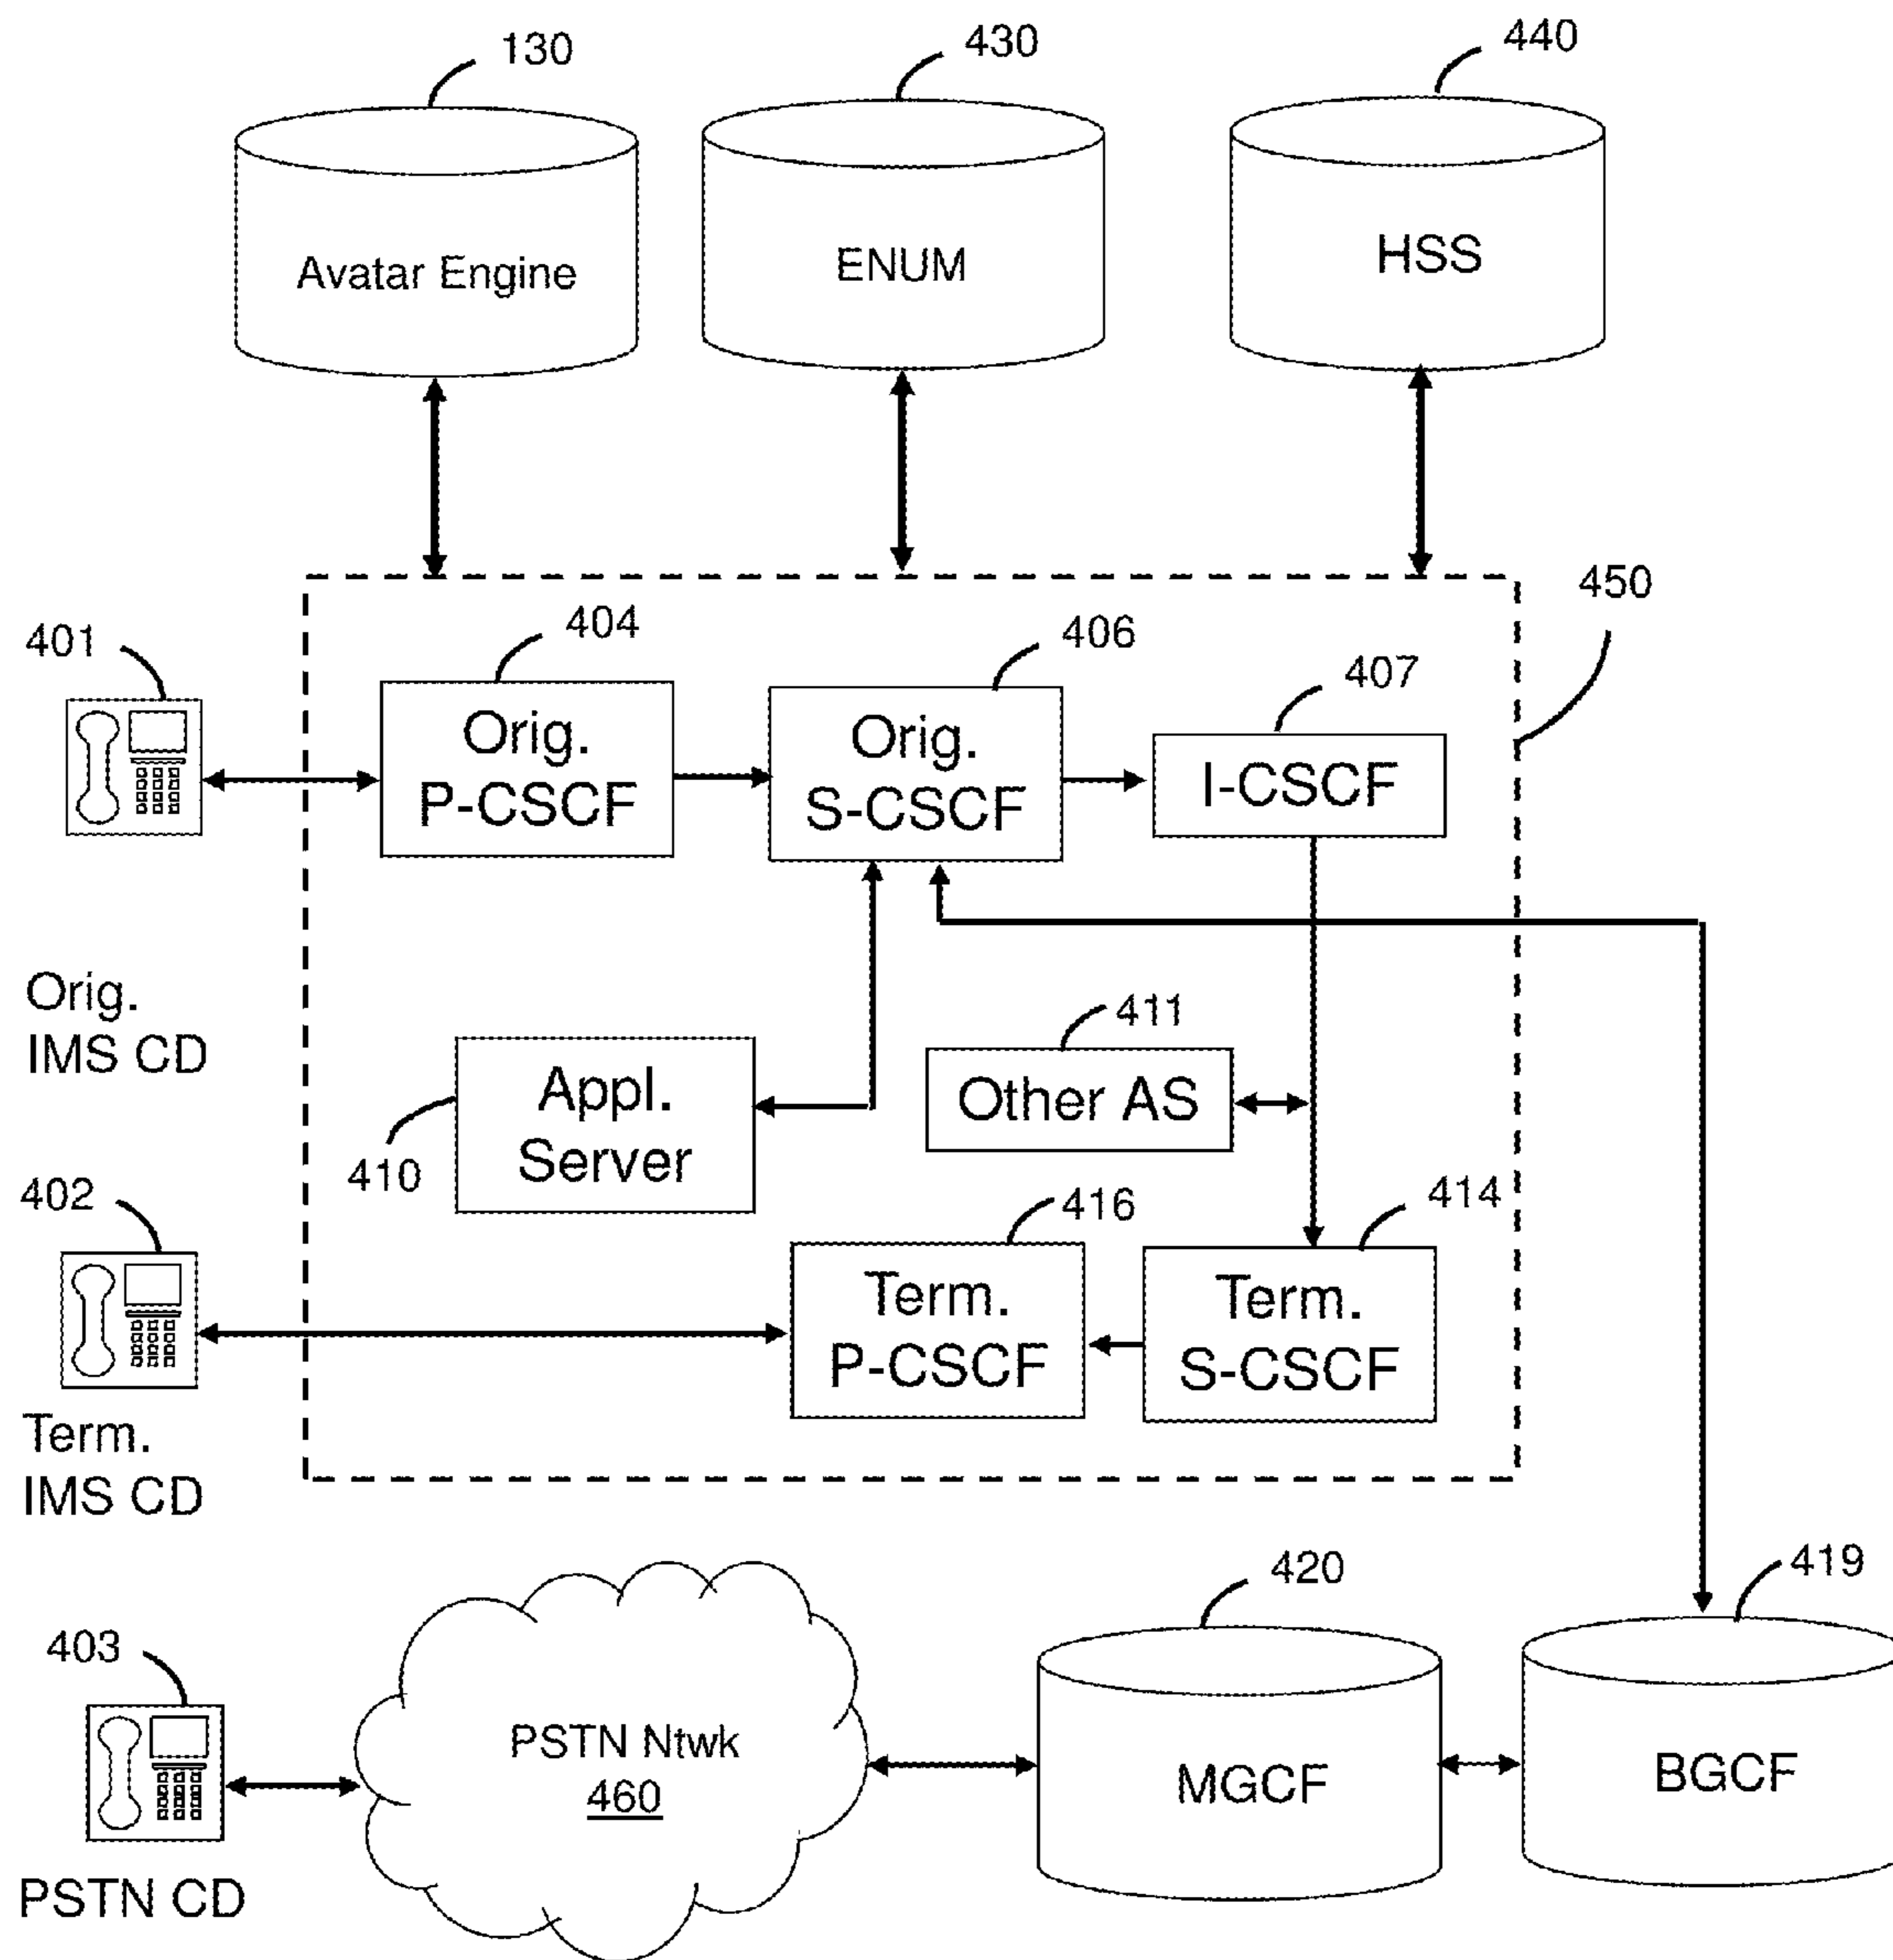 130
430
440
Avatar Engine
ENUM
HSS
450
401
404
406
407
Orig.
P-CSCF
Orig.
S-CSCF
I-CSCF
Orig.
IMS CD
411
Other AS
Appl.
Server
410
402
416
414
Term.
P-CSCF
Term.
S-CSCF
Term.
IMS CD
420
419
403
PSTN Ntwk
460
MGCF
BGCF
PSTN CD